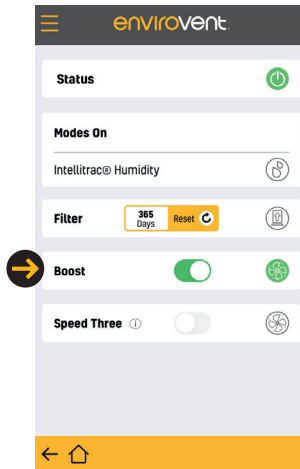 envirovent
Status
Modes On
Intellitrac® Humidity
Filter
365
Days
Reset
Boost
Speed Three